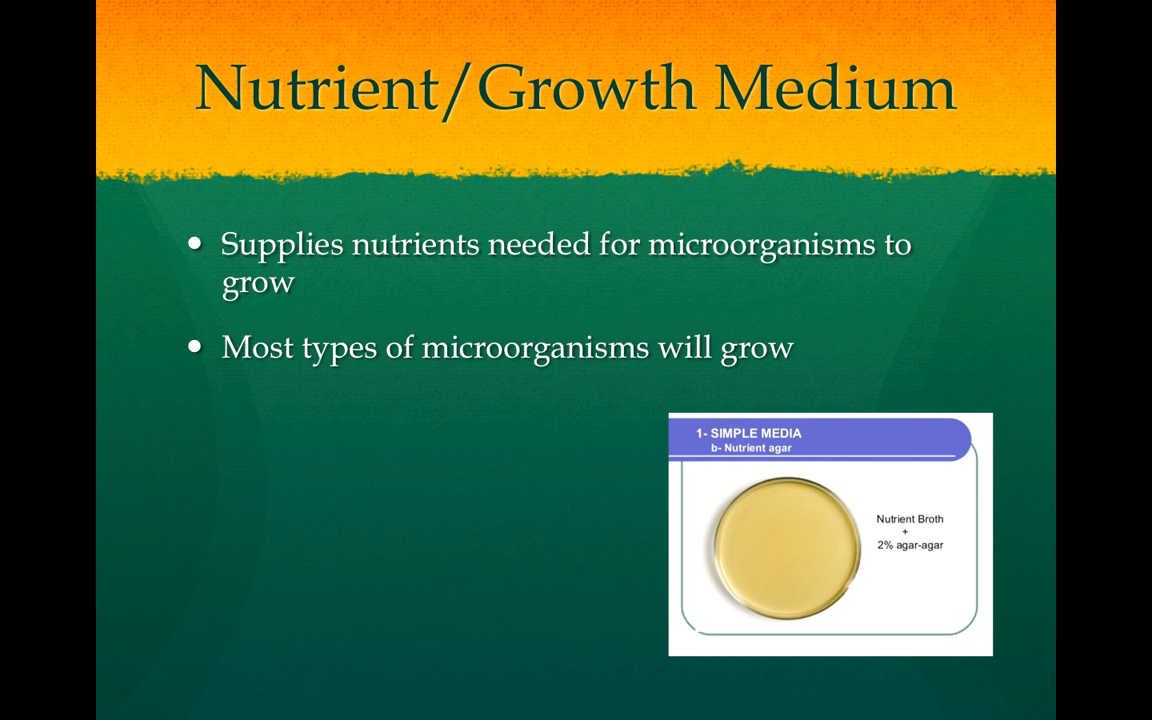 Nutrient/Growth Medium
• Supplies nutrients needed for microorganisms to
grow
• Most types of microorganisms will grow
1- SIMPLE MEDIA
b- Nutrient agar
Nutrient Broth
+
2% agar-agar